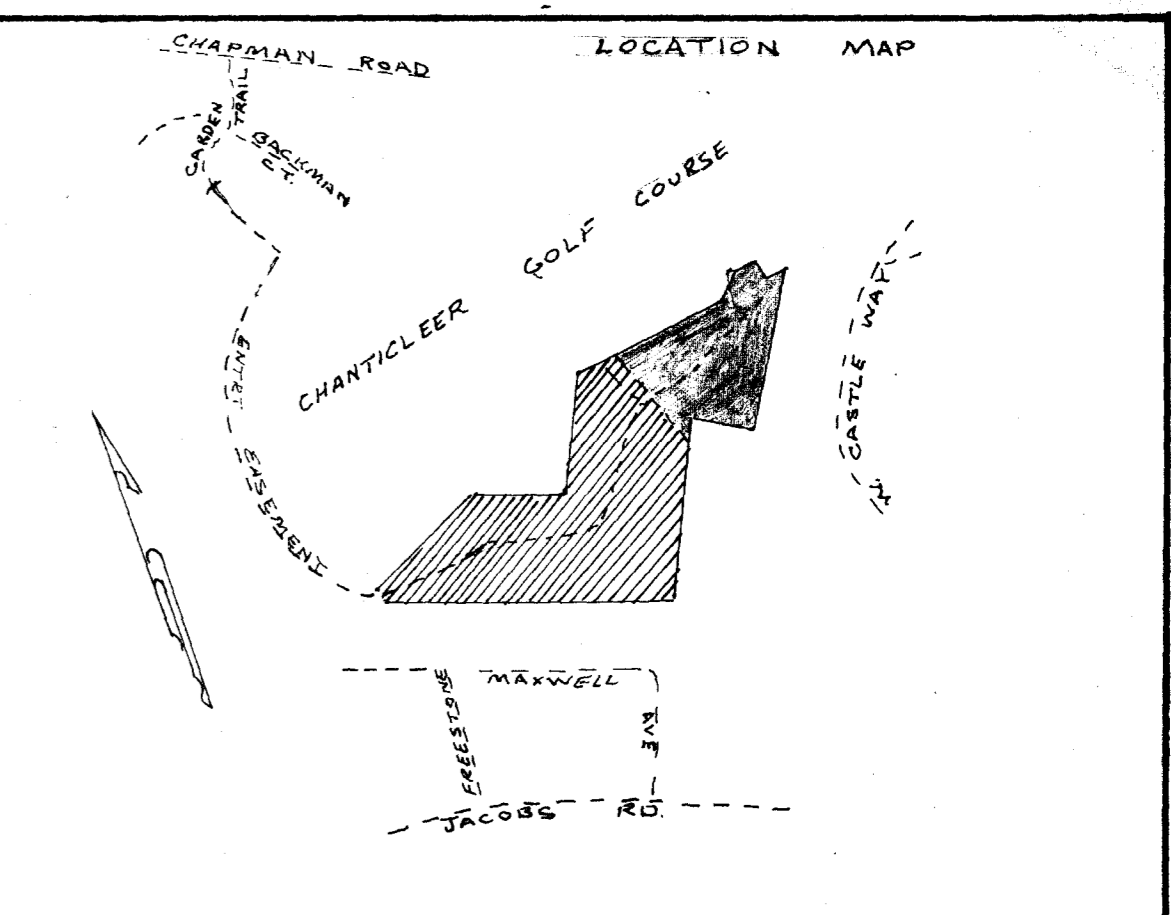 LOCATION MAP
CHAPMAN ROAD
GARDEN TRAIL
BACKMAN
CT.
CHANTICLEER GOLF COURSE
W. CASTLE WAY
EASEMENT
MAXWELL
AVE
FREESTONE
JACOBS RD.